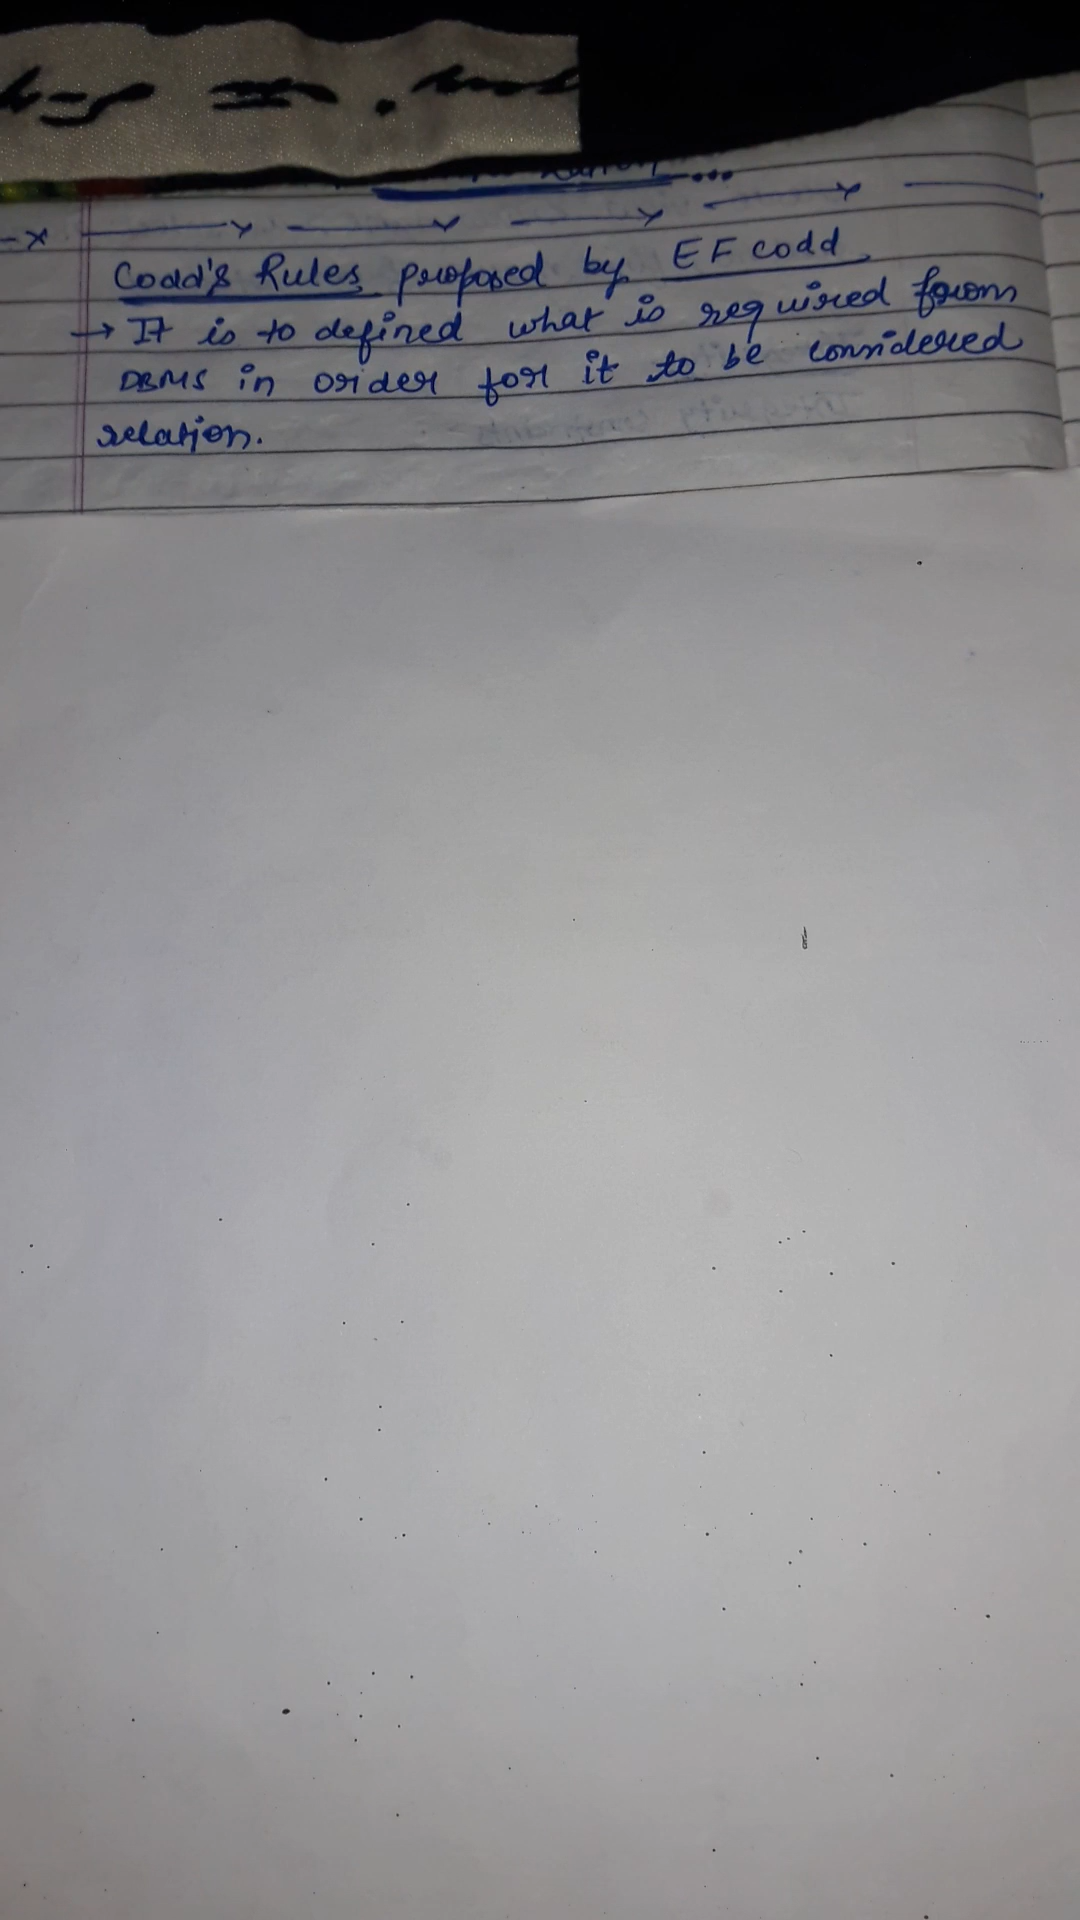 Codd's Rules proposed by EF codd
→ It is to defined what is required from
DBMS in order for it to be considered
relation.